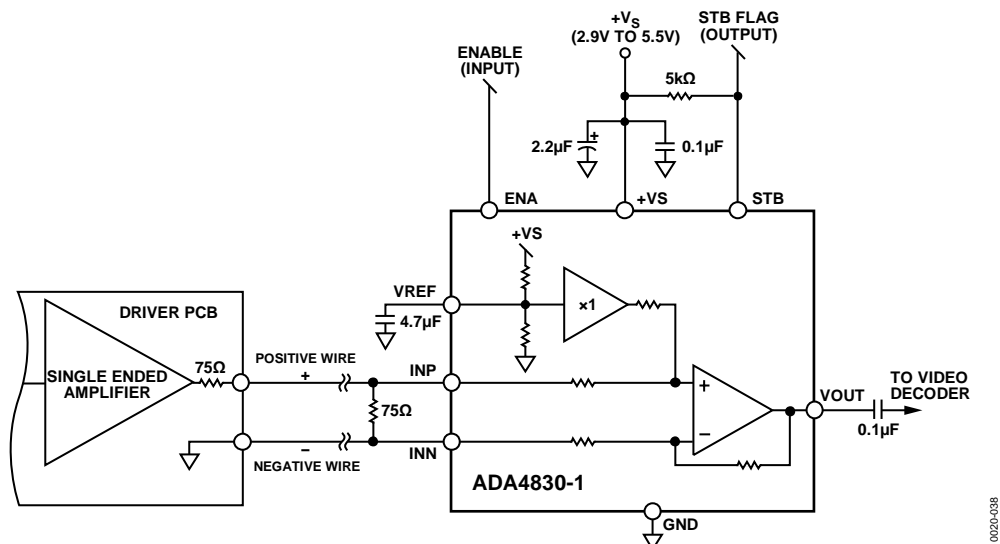 +VS
(2.9V TO 5.5V)
STB FLAG
(OUTPUT)
ENABLE
(INPUT)
5kΩ
2.2µF
+
0.1µF
ENA
+VS
STB
+VS
VREF
4.7µF
×1
DRIVER PCB
SINGLE ENDED
AMPLIFIER
75Ω
POSITIVE WIRE
+
INP
75Ω
–
NEGATIVE WIRE
INN
+
–
VOUT
TO VIDEO
DECODER
0.1µF
ADA4830-1
GND
0020-038